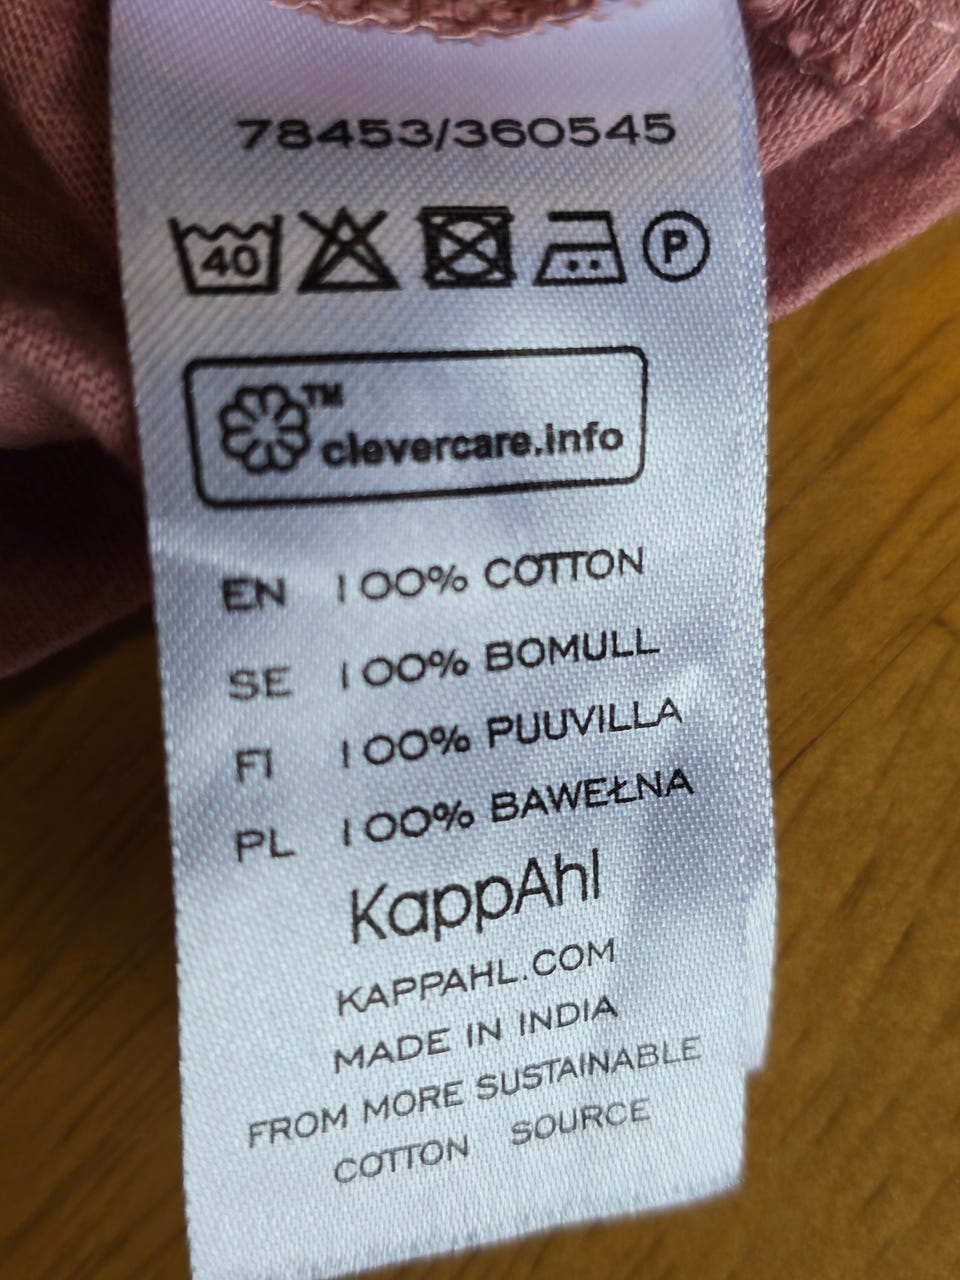 78453/360545
40 P
™
clevercare.info
EN 100% COTTON
SE 100% BOMULL
FI 100% PUUVILLA
PL 100% BAWEŁNA
KappAhl
KAPPAHL.COM
MADE IN INDIA
FROM MORE SUSTAINABLE
COTTON SOURCE